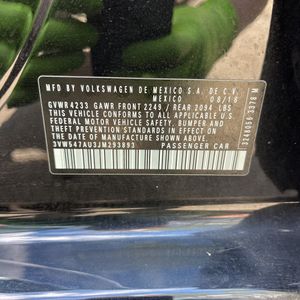 MFD BY VOLKSWAGEN DE MEXICO S.A. DE C.V.
MEXICO 08/18
GVWR 4233 GAWR FRONT 2249 / REAR 2094 LBS
THIS VEHICLE CONFORMS TO ALL APPLICABLE U.S.
FEDERAL MOTOR VEHICLE SAFETY, BUMPER AND
THEFT PREVENTION STANDARDS IN EFFECT ON THE
DATE OF MANUFACTURE SHOWN ABOVE.
3VW547AU3JM293893 PASSENGER CAR